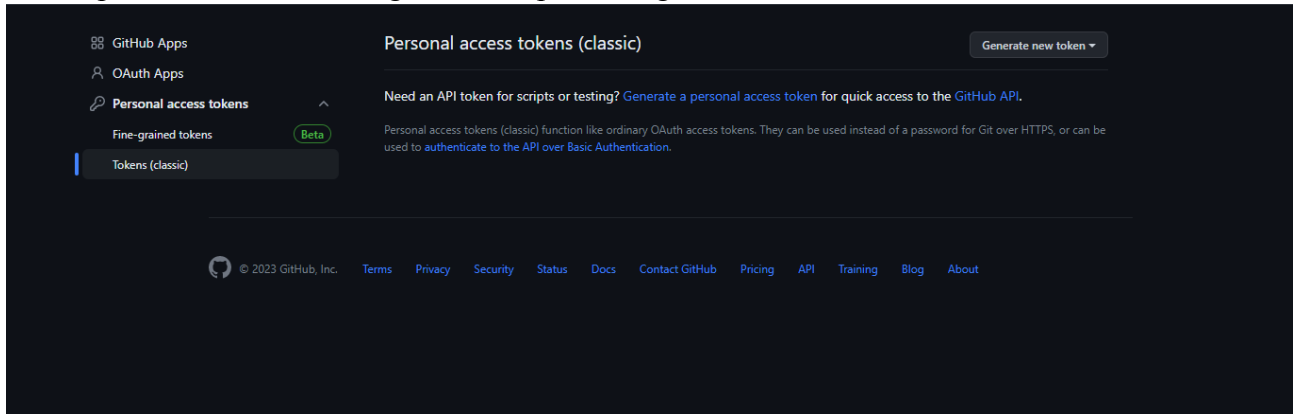 GitHub Apps
OAuth Apps
Personal access tokens
Fine-grained tokens Beta
Tokens (classic)
Personal access tokens (classic)
Generate new token
Need an API token for scripts or testing? Generate a personal access token for quick access to the GitHub API.
Personal access tokens (classic) function like ordinary OAuth access tokens. They can be used instead of a password for Git over HTTPS, or can be
used to authenticate to the API over Basic Authentication.
© 2023 GitHub, Inc. Terms Privacy Security Status Docs Contact GitHub Pricing API Training Blog About